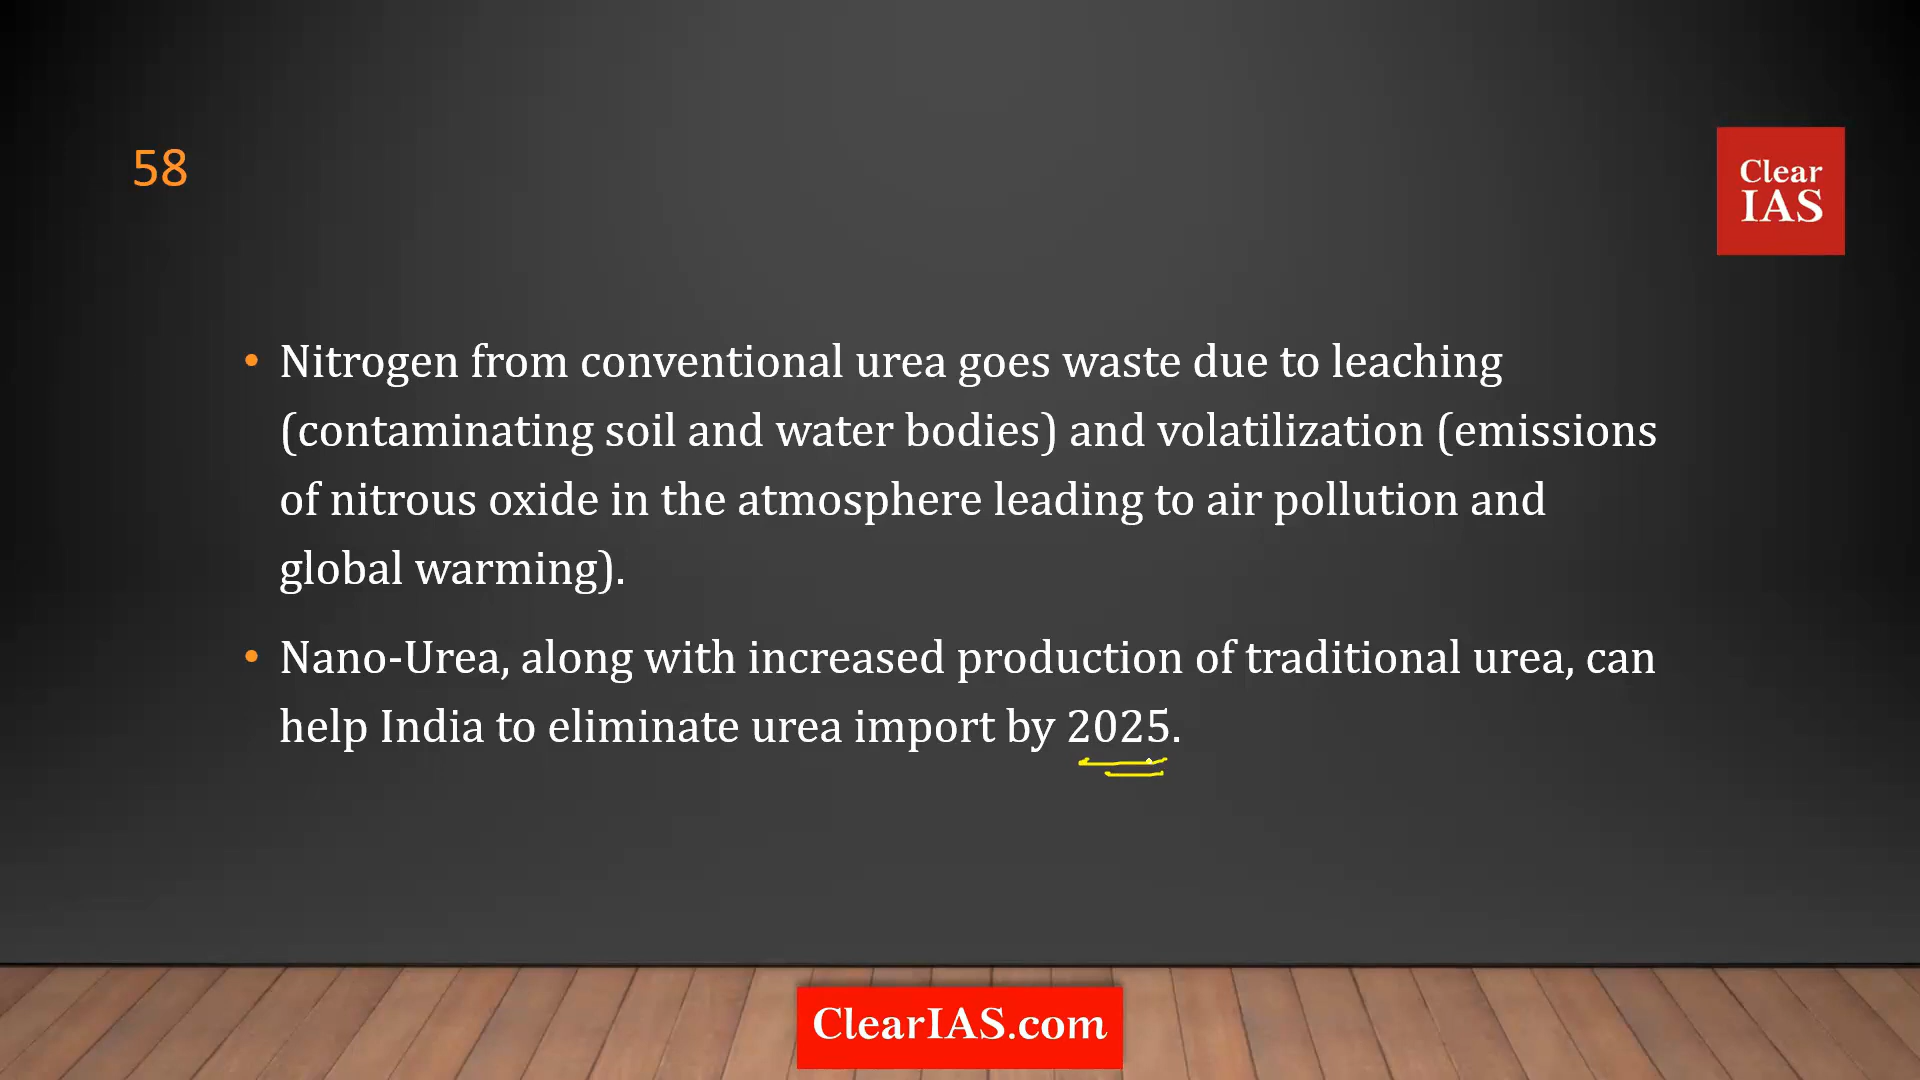 58
Clear
IAS
• Nitrogen from conventional urea goes waste due to leaching
(contaminating soil and water bodies) and volatilization (emissions
of nitrous oxide in the atmosphere leading to air pollution and
global warming).
• Nano-Urea, along with increased production of traditional urea, can
help India to eliminate urea import by 2025.
ClearIAS.com